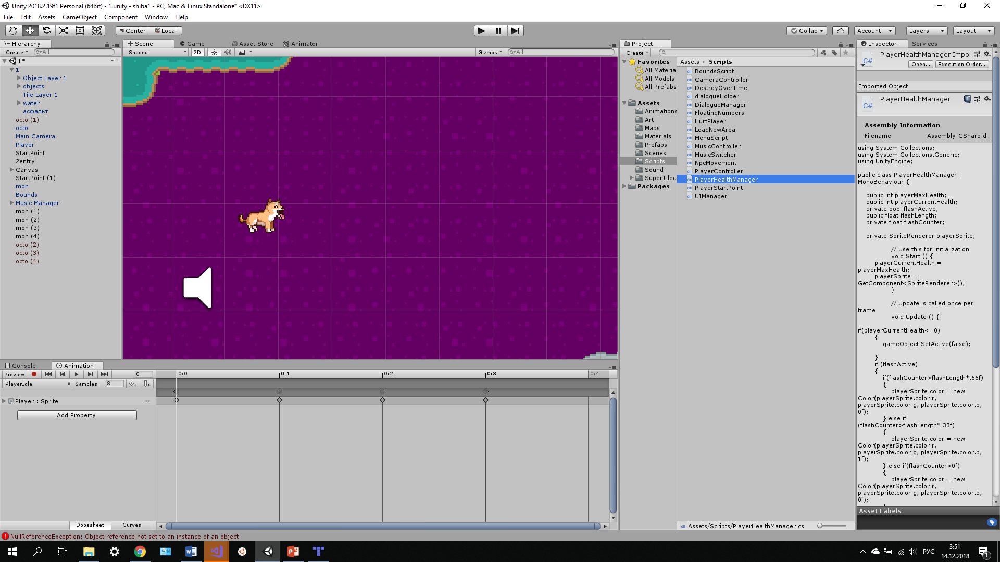 Unity 2018.2.19f1 Personal (64bit) - 1.unity - shiba1 - PC, Mac & Linux Standalone* <DX11>
File Edit Assets GameObject Component Window Help
Center Local
Collab Account Layers Layout
Hierarchy
Create All
1*
1
Object Layer 1
objects
Tile Layer 1
water
асфальт
octo (1)
octo
Main Camera
Player
StartPoint
2entry
Canvas
StartPoint (1)
mon
Bounds
Music Manager
mon (1)
mon (2)
mon (3)
mon (4)
octo (2)
octo (3)
octo (4)
Scene Game Asset Store Animator
Shaded 2D Gizmos All
Console Animation
Preview 0
PlayerIdle Samples 8
0:0 0:1 0:2 0:3 0:4
Player : Sprite
Add Property
Dopesheet Curves
Project
Create
Favorites
All Materia
All Models
All Prefabs
Assets
Animations
Art
Maps
Materials
Prefabs
Scenes
Scripts
Sound
SuperTiled
Packages
Assets Scripts
BoundsScript
CameraController
DestroyOverTime
dialogueHolder
DialogueManager
FloatingNumbers
HurtPlayer
LoadNewArea
MenuScript
MusicController
MusicSwitcher
NpcMovement
PlayerController
PlayerHealthManager
PlayerStartPoint
UIManager
Assets/Scripts/PlayerHealthManager.cs
Inspector Services
PlayerHealthManager Impo
C#
Open... Execution Order...
Imported Object
PlayerHealthManager
C#
Assembly Information
Filename Assembly-CSharp.dll
using System.Collections;
using System.Collections.Generic;
using UnityEngine;
public class PlayerHealthManager :
MonoBehaviour {
public int playerMaxHealth;
public int playerCurrentHealth;
private bool flashActive;
public float flashLength;
private float flashCounter;
private SpriteRenderer playerSprite;
// Use this for initialization
void Start () {
playerCurrentHealth =
playerMaxHealth;
playerSprite =
GetComponent<SpriteRenderer>();
}
// Update is called once per
frame
void Update () {
if(playerCurrentHealth<=0)
{
gameObject.SetActive(false);
}
if (flashActive)
{
if(flashCounter>flashLength*.66f)
{
playerSprite.color = new
Color(playerSprite.color.r,
playerSprite.color.g, playerSprite.color.b,
0f);
} else if
(flashCounter>flashLength*.33f)
{
playerSprite.color = new
Color(playerSprite.color.r,
playerSprite.color.g, playerSprite.color.b,
1f);
} else if(flashCounter>0f)
{
playerSprite.color = new
Color(playerSprite.color.r,
playerSprite.color.g, playerSprite.color.b,
0f);
}
Asset Labels
NullReferenceException: Object reference not set to an instance of an object
РУС
3:51
14.12.2018
1